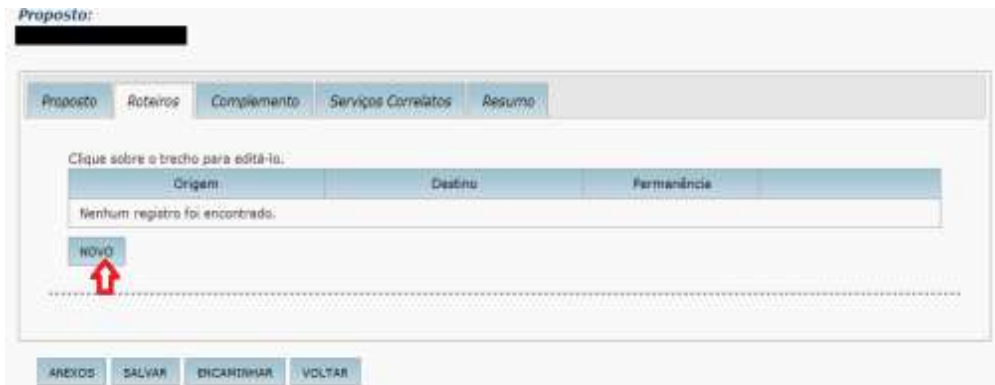 Proposto:
Proposto Roteiros Complemento Serviços Correlatos Resumo
Clique sobre o trecho para editá-lo.
Origem Destino Permanência
Nenhum registro foi encontrado.
NOVO
ANEXOS SALVAR ENCAMINHAR VOLTAR